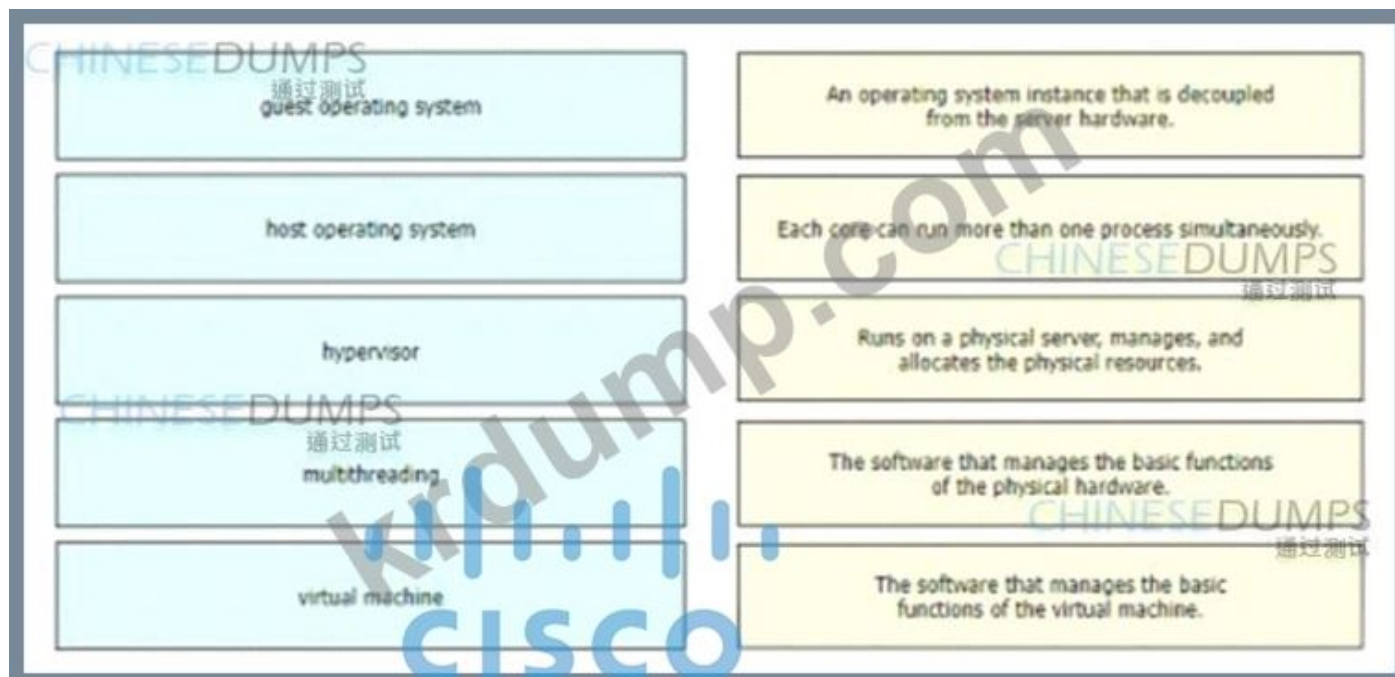 CHINESEDUMPS
通过测试
guest operating system
An operating system instance that is decoupled
from the server hardware.
host operating system
Each core can run more than one process simultaneously.
CHINESEDUMPS
通过测试
hypervisor
Runs on a physical server, manages, and
allocates the physical resources.
CHINESEDUMPS
通过测试
multithreading
The software that manages the basic functions
of the physical hardware.
CHINESEDUMPS
通过测试
virtual machine
The software that manages the basic
functions of the virtual machine.
krdump.com
CISCO